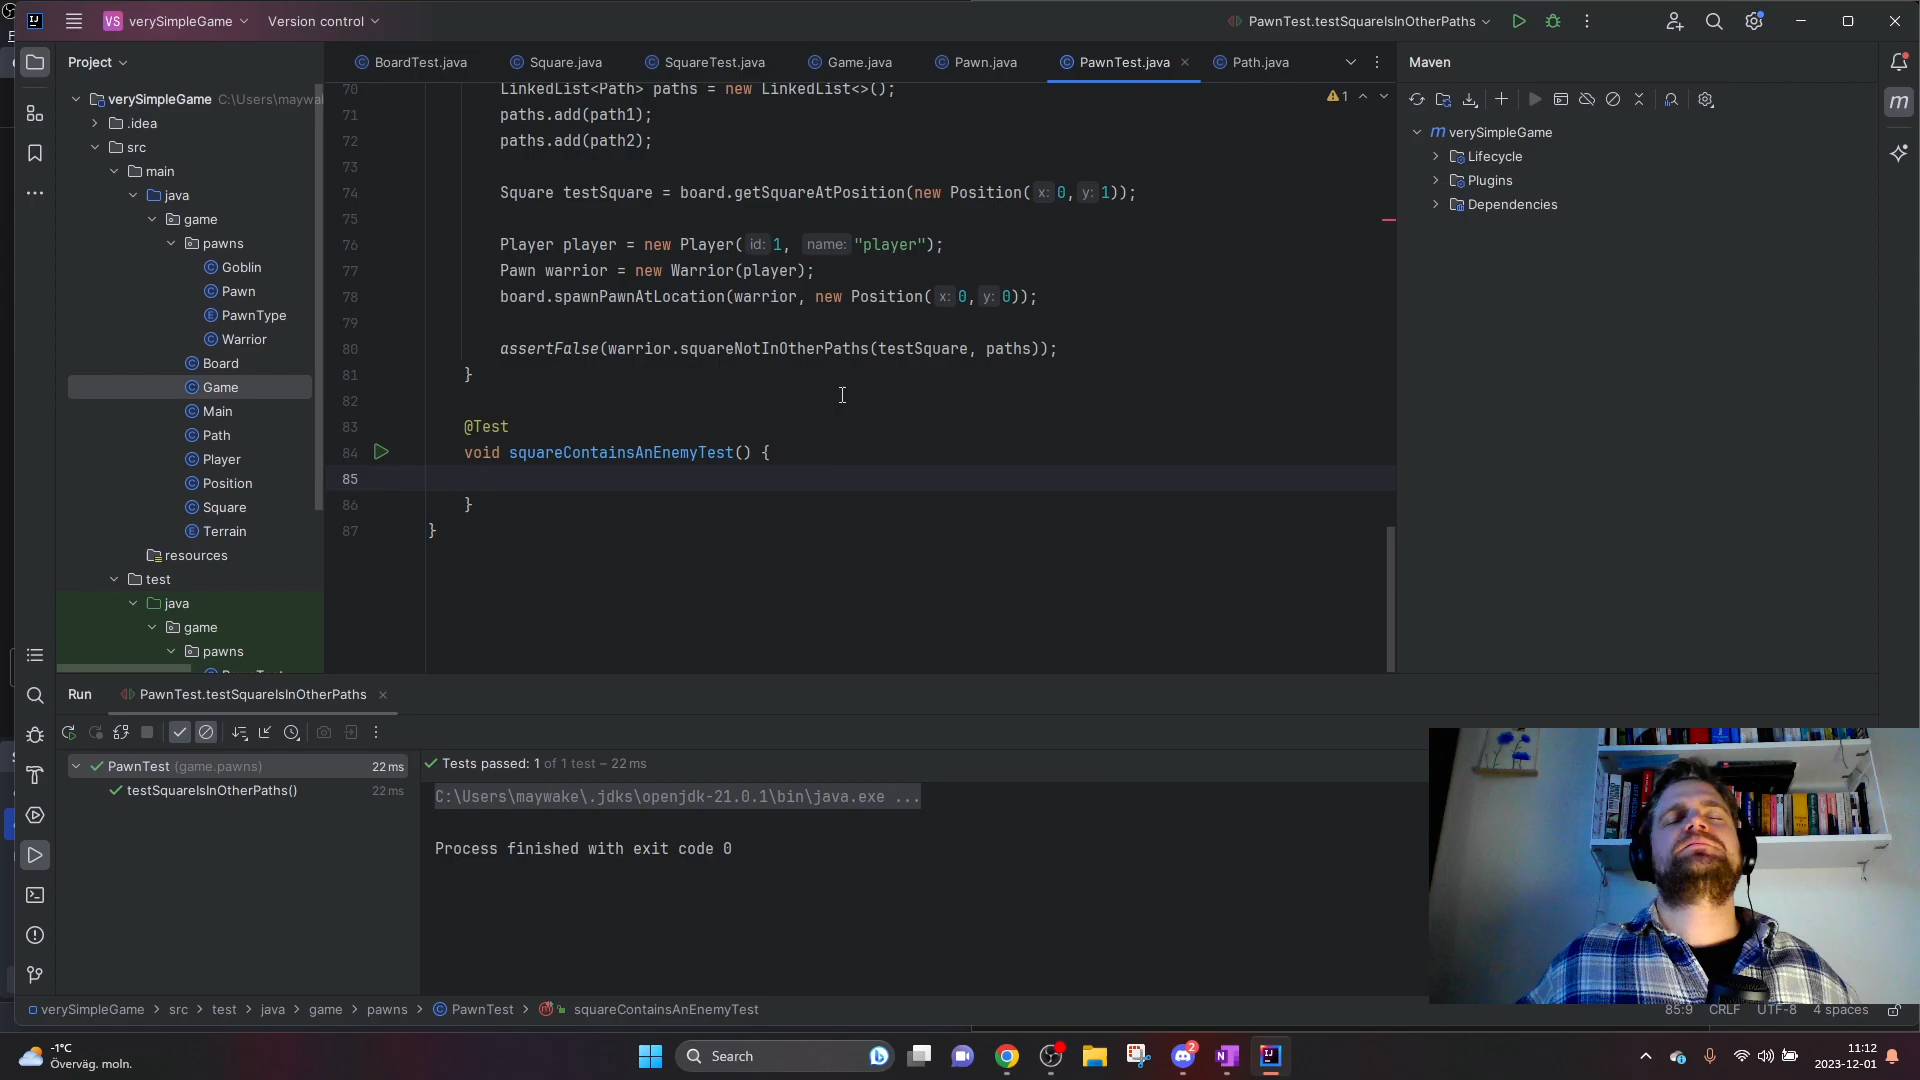 VS verySimpleGame
Version control
PawnTest.testSquareIsInOtherPaths
Project
BoardTest.java
Square.java
SquareTest.java
Game.java
Pawn.java
PawnTest.java
Path.java
Maven
verySimpleGame C:\Users\maywal
.idea
src
main
java
game
pawns
Goblin
Pawn
PawnType
Warrior
Board
Game
Main
Path
Player
Position
Square
Terrain
resources
test
java
game
pawns
70 LinkedList<Path> paths = new LinkedList<>();
71 paths.add(path1);
72 paths.add(path2);
73
74 Square testSquare = board.getSquareAtPosition(new Position( x: 0, y: 1));
75
76 Player player = new Player( id: 1, name: "player");
77 Pawn warrior = new Warrior(player);
78 board.spawnPawnAtLocation(warrior, new Position( x: 0, y: 0));
79
80 assertFalse(warrior.squareNotInOtherPaths(testSquare, paths));
81 }
82
83 @Test
84 void squareContainsAnEnemyTest() {
85
86 }
87 }
1
m verySimpleGame
Lifecycle
Plugins
Dependencies
Run
PawnTest.testSquareIsInOtherPaths
PawnTest (game.pawns) 22 ms
testSquareIsInOtherPaths() 22 ms
Tests passed: 1 of 1 test – 22 ms
C:\Users\maywake\.jdks\openjdk-21.0.1\bin\java.exe ...
Process finished with exit code 0
verySimpleGame > src > test > java > game > pawns > PawnTest > squareContainsAnEnemyTest
85:9 CRLF UTF-8 4 spaces
-1°C
Överväg. moln.
Search
2
11:12
2023-12-01